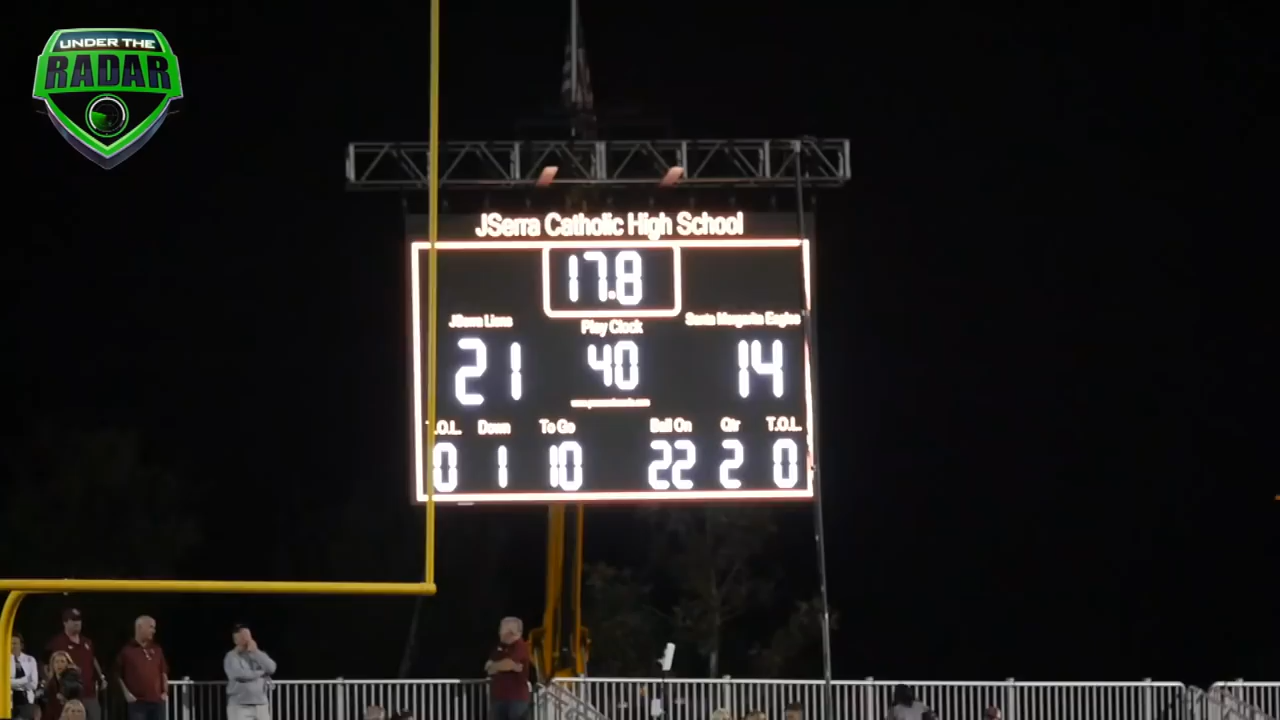 UNDER THE
RADAR
JSerra Catholic High School
17.8
JSerra Lions Play Clock Santa Margarita Eagles
21 40 14
T.O.L. Down To Go Ball On Qtr T.O.L.
0 1 10 22 2 0